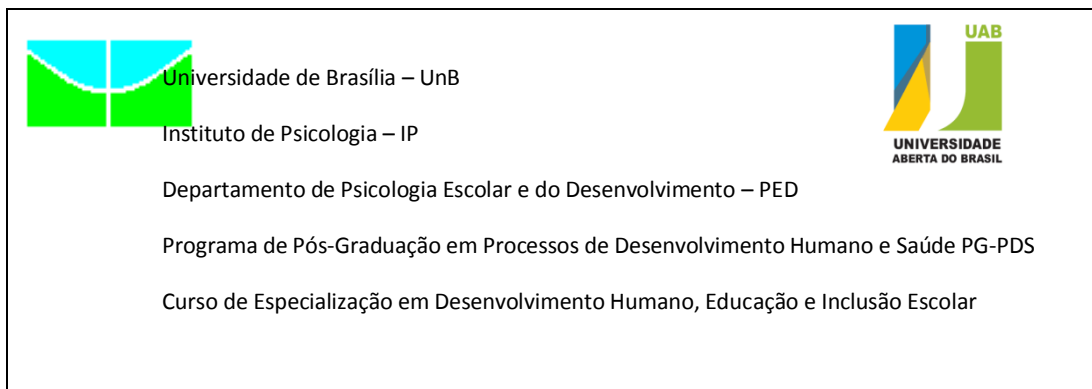 UAB
UNIVERSIDADE
ABERTA DO BRASIL
Universidade de Brasília – UnB
Instituto de Psicologia – IP
Departamento de Psicologia Escolar e do Desenvolvimento – PED
Programa de Pós-Graduação em Processos de Desenvolvimento Humano e Saúde PG-PDS
Curso de Especialização em Desenvolvimento Humano, Educação e Inclusão Escolar